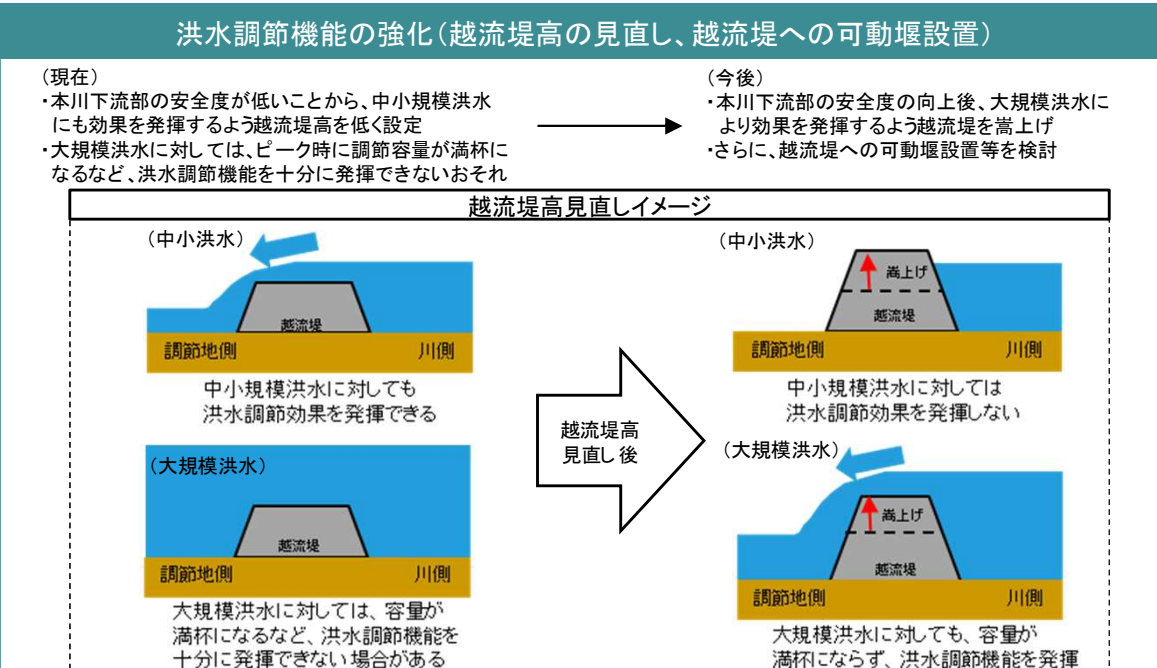 洪水調節機能の強化（越流堤高の見直し、越流堤への可動堰設置）
（現在）
・本川下流部の安全度が低いことから、中小規模洪水
にも効果を発揮するよう越流堤高を低く設定
・大規模洪水に対しては、ピーク時に調節容量が満杯に
なるなど、洪水調節機能を十分に発揮できないおそれ
（今後）
・本川下流部の安全度の向上後、大規模洪水に
より効果を発揮するよう越流堤を嵩上げ
・さらに、越流堤への可動堰設置等を検討
越流堤高見直しイメージ
（中小洪水）
越流堤
調節地側
川側
中小規模洪水に対しても
洪水調節効果を発揮できる
（大規模洪水）
越流堤
調節地側
川側
大規模洪水に対しては、容量が
満杯になるなど、洪水調節機能を
十分に発揮できない場合がある
越流堤高
見直し後
（中小洪水）
嵩上げ
越流堤
調節地側
川側
中小規模洪水に対しては
洪水調節効果を発揮しない
（大規模洪水）
嵩上げ
越流堤
調節地側
川側
大規模洪水に対しても、容量が
満杯にならず、洪水調節機能を発揮